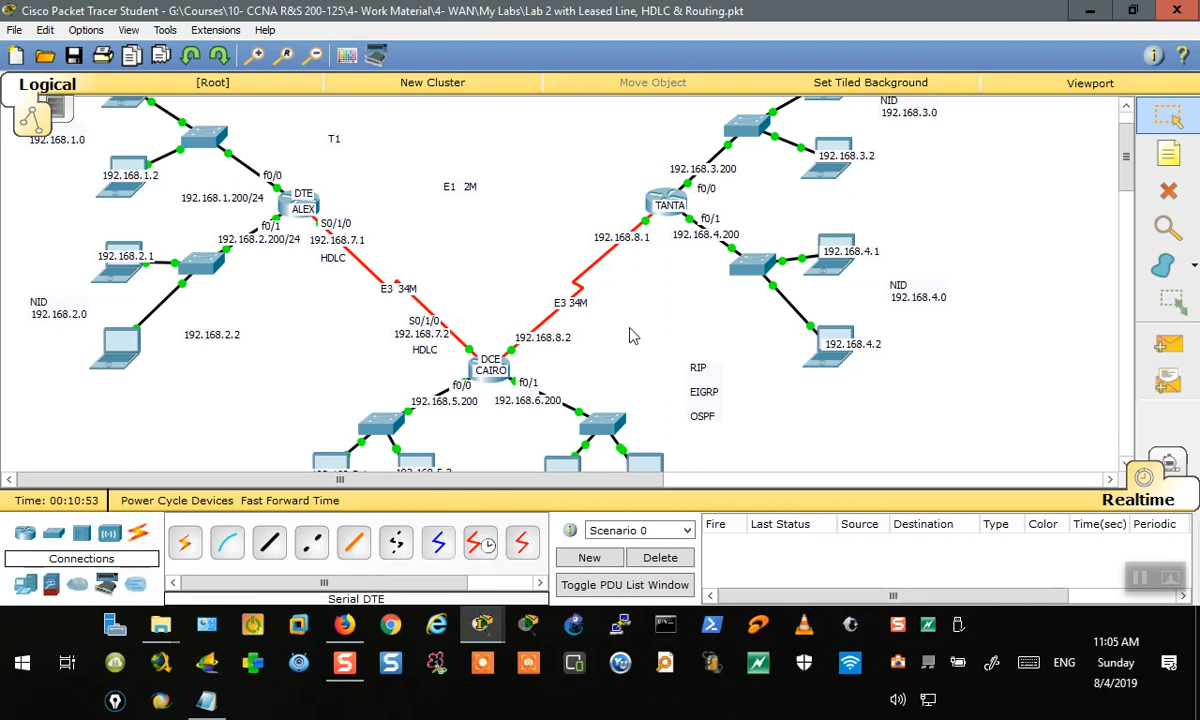 Cisco Packet Tracer Student - G:\Courses\10- CCNA R&S 200-125\4- Work Material\4- WAN\My Labs\Lab 2 with Leased Line, HDLC & Routing.pkt
File Edit Options View Tools Extensions Help
Logical [Root] New Cluster Move Object Set Tiled Background Viewport
NID
192.168.3.0
192.168.1.0
T1
192.168.3.2
192.168.3.200
192.168.1.2
f0/0
E1 2M
f0/0
192.168.1.200/24
DTE
ALEX
TANTA
f0/1
S0/1/0
f0/1
192.168.2.200/24
192.168.7.1
192.168.8.1
192.168.4.200
192.168.2.1
HDLC
192.168.4.1
E3 34M
NID
192.168.4.0
NID
192.168.2.0
E3 34M
S0/1/0
192.168.7.2
192.168.2.2
192.168.8.2
192.168.4.2
HDLC
DCE
CAIRO
RIP
f0/0
f0/1
EIGRP
192.168.5.200
192.168.6.200
OSPF
Time: 00:10:53 Power Cycle Devices Fast Forward Time
Realtime
Scenario 0
Fire Last Status Source Destination Type Color Time(sec) Periodic
Connections
New Delete
Toggle PDU List Window
Serial DTE
11:05 AM
ENG
Sunday
8/4/2019